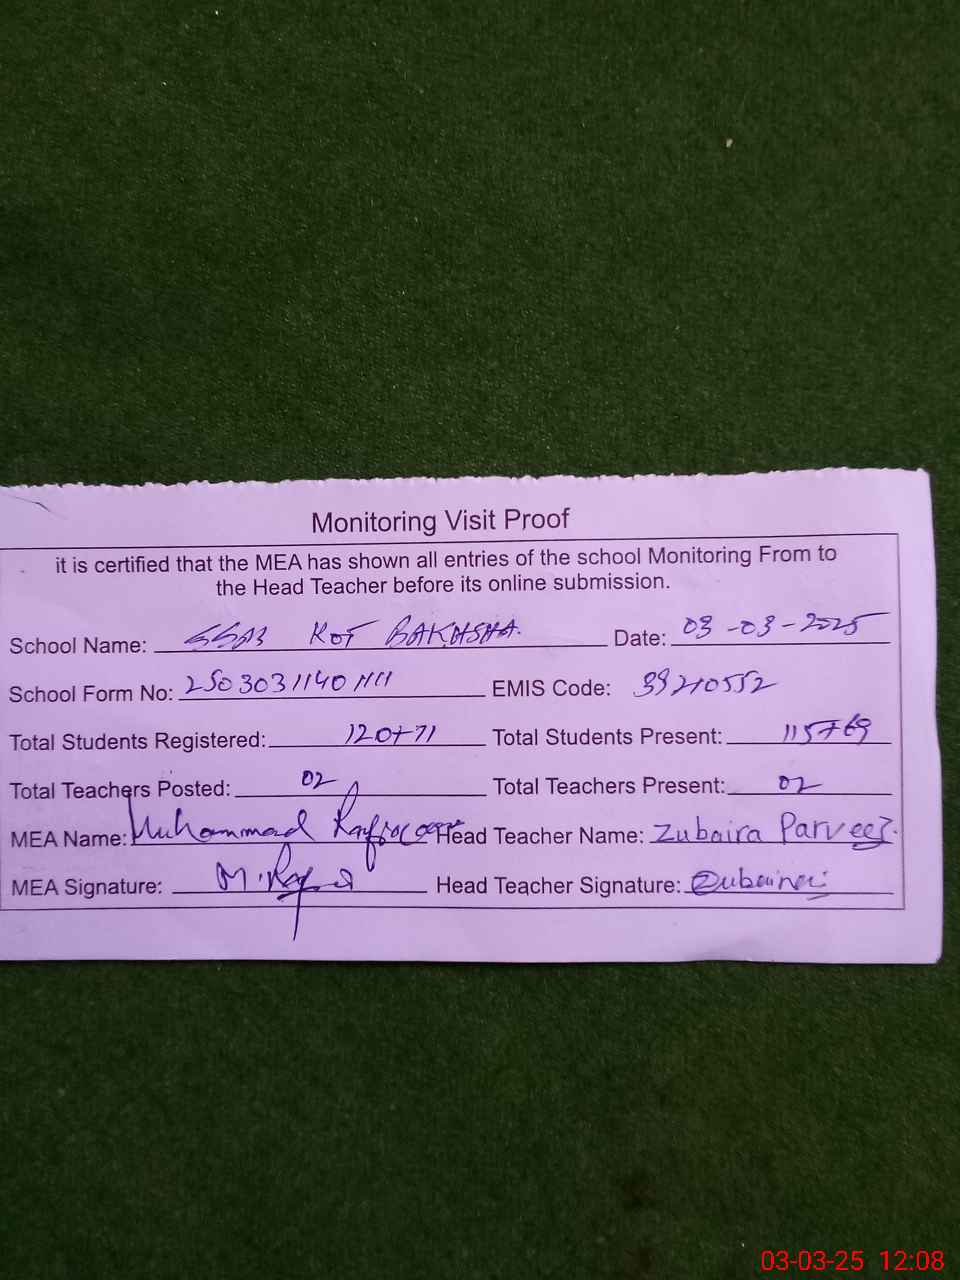 Monitoring Visit Proof
it is certified that the MEA has shown all entries of the school Monitoring From to
the Head Teacher before its online submission.
School Name: KOT BAKHSHA. Date: 03-03-2025
School Form No: EMIS Code: 39210552
Total Students Registered: 120+71 Total Students Present: 115+69
Total Teachers Posted: 02 Total Teachers Present: 02
MEA Name: Muhammad Head Teacher Name: Zubaira Parveez.
MEA Signature: Head Teacher Signature:
03-03-25 12:08